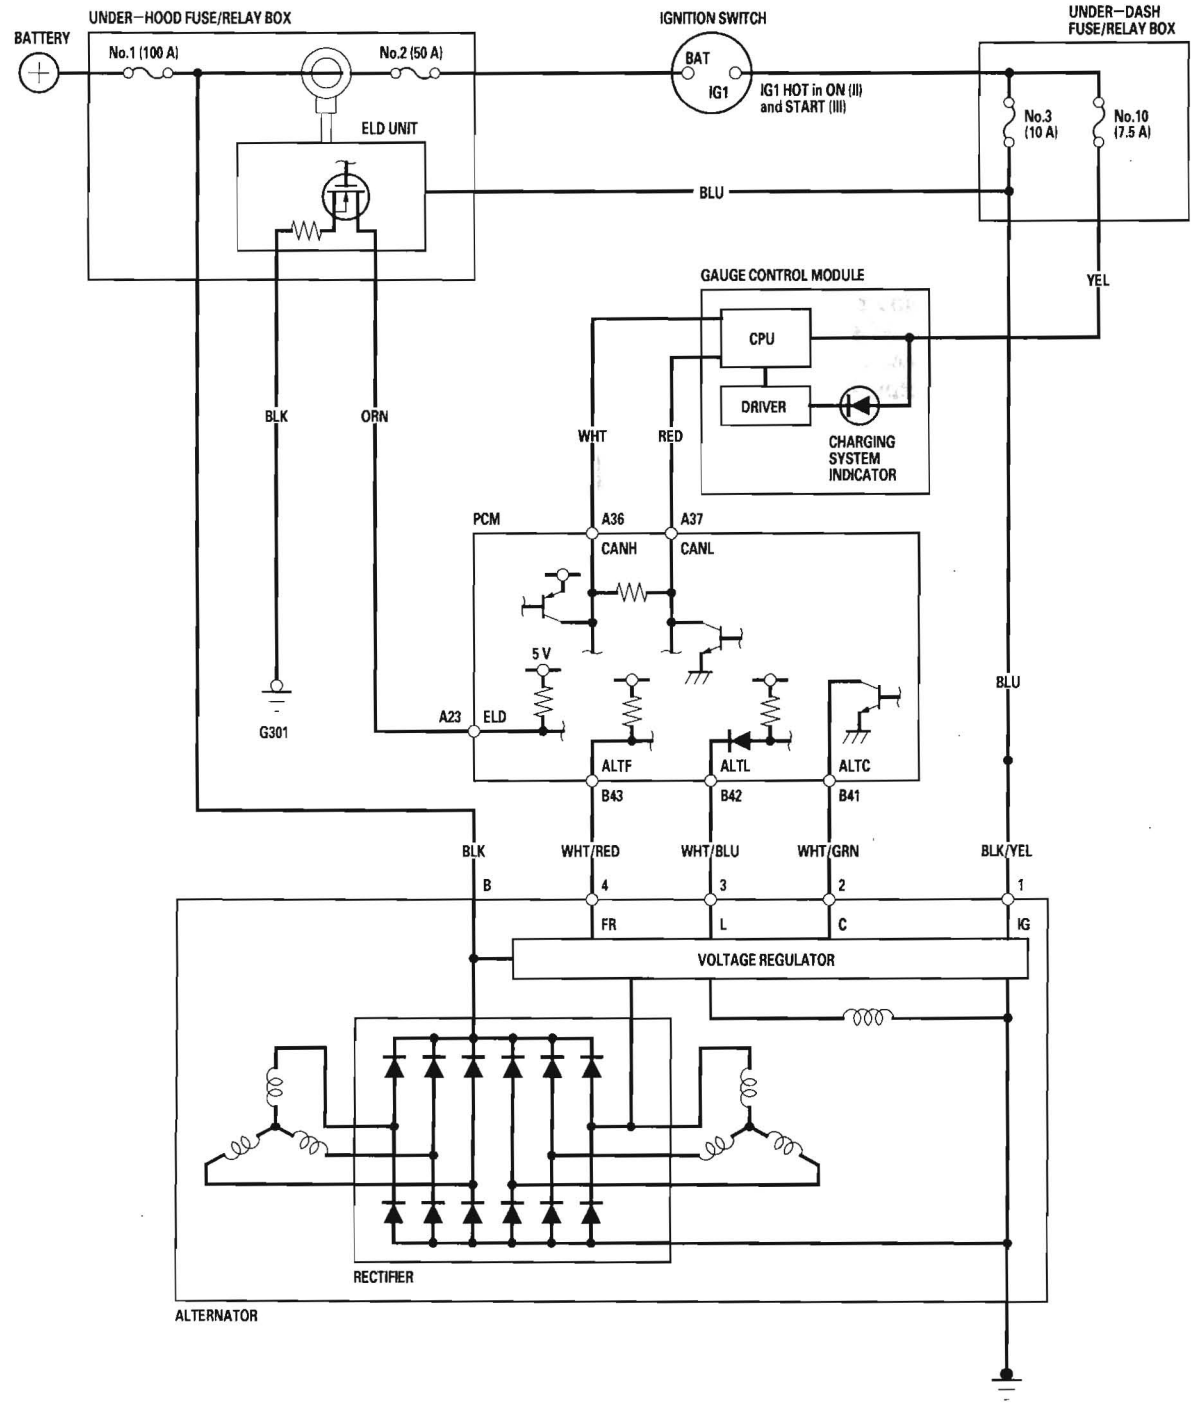 UNDER-HOOD FUSE/RELAY BOX
IGNITION SWITCH
UNDER-DASH
FUSE/RELAY BOX
BATTERY
No.1 (100 A)
No.2 (50 A)
BAT
IG1
IG1 HOT in ON (II)
and START (III)
No.3
(10 A)
No.10
(7.5 A)
ELD UNIT
BLU
YEL
GAUGE CONTROL MODULE
CPU
DRIVER
CHARGING
SYSTEM
INDICATOR
BLK
ORN
WHT
RED
PCM
A36
A37
CANH
CANL
5 V
BLU
G301
A23
ELD
ALTF
ALTL
ALTC
B43
B42
B41
BLK
WHT/RED
WHT/BLU
WHT/GRN
BLK/YEL
B
4
3
2
1
FR
L
C
IG
VOLTAGE REGULATOR
RECTIFIER
ALTERNATOR